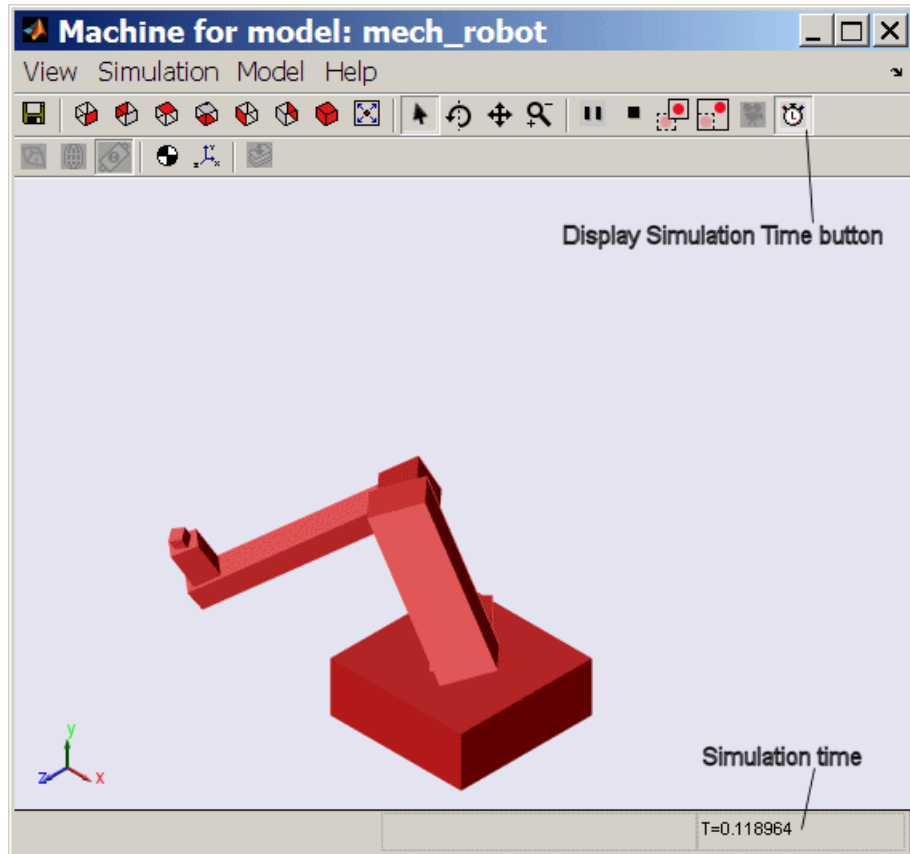 Machine for model: mech_robot
View Simulation Model Help
Display Simulation Time button
y
z x
Simulation time
T=0.118964